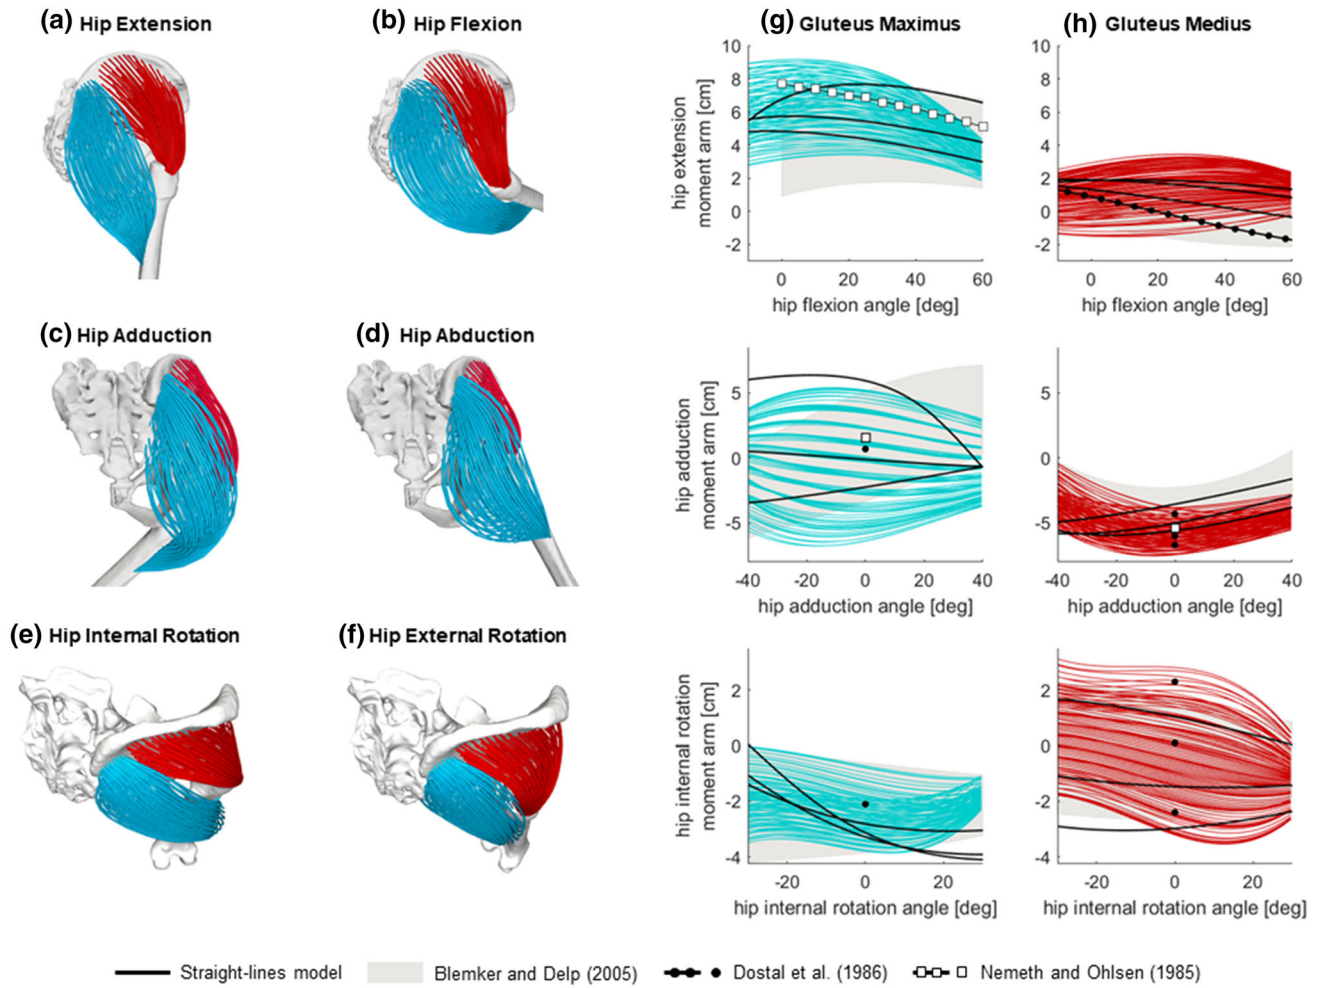 (a) Hip Extension
(b) Hip Flexion
(c) Hip Adduction
(d) Hip Abduction
(e) Hip Internal Rotation
(f) Hip External Rotation
(g) Gluteus Maximus
hip extension
moment arm [cm]
10
8
6
4
2
0
-2
0 20 40 60
hip flexion angle [deg]
(h) Gluteus Medius
10
8
6
4
2
0
-2
0 20 40 60
hip flexion angle [deg]
hip adduction
moment arm [cm]
5
0
-5
-40 -20 0 20 40
hip adduction angle [deg]
5
0
-5
-40 -20 0 20 40
hip adduction angle [deg]
hip internal rotation
moment arm [cm]
2
0
-2
-4
-20 0 20
hip internal rotation angle [deg]
2
0
-2
-4
-20 0 20
hip internal rotation angle [deg]
Straight-lines model
Blemker and Delp (2005)
Dostal et al. (1986)
Nemeth and Ohlsen (1985)